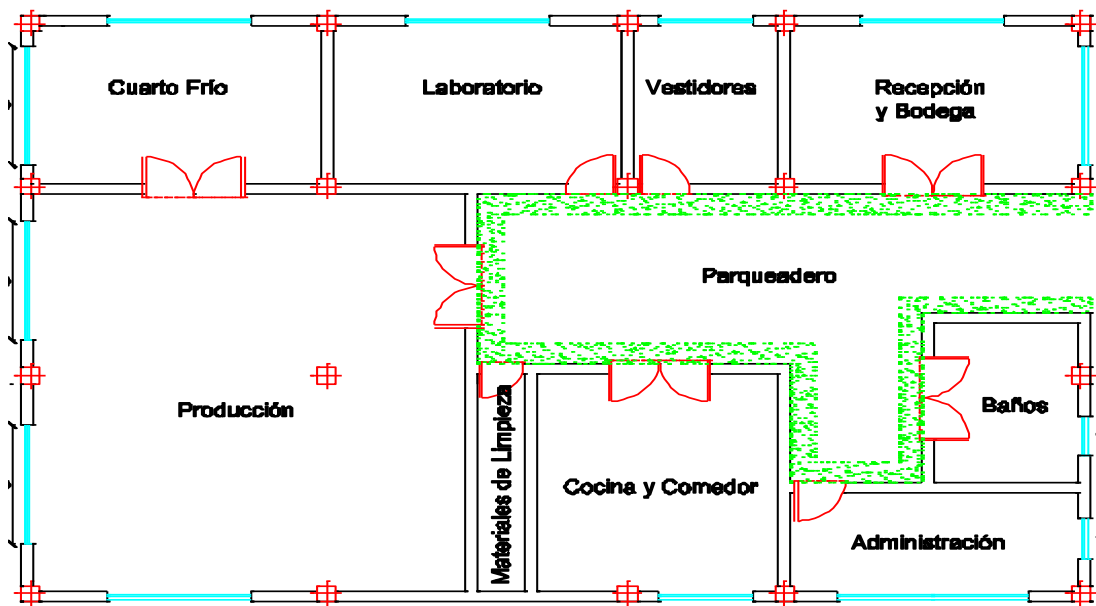 Cuarto Frío
Laboratorio
Vestidores
Recepción
y Bodega
Parqueadero
Producción
Materiales de Limpieza
Cocina y Comedor
Baños
Administración